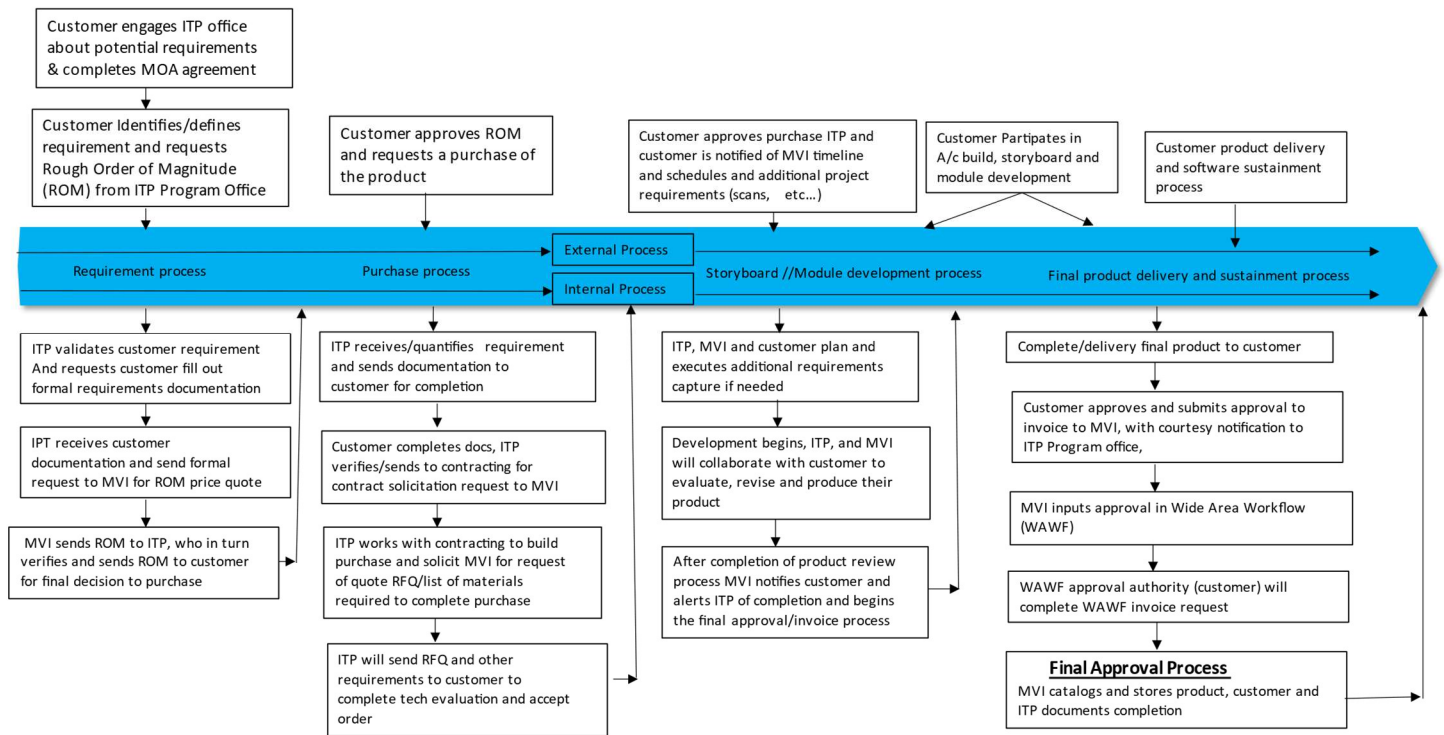 Customer engages ITP office
about potential requirements
& completes MOA agreement
Customer Identifies/defines
requirement and requests
Rough Order of Magnitude
(ROM) from ITP Program Office
Customer approves ROM
and requests a purchase of
the product
Customer approves purchase ITP and
customer is notified of MVI timeline
and schedules and additional project
requirements (scans, etc...)
Customer Partipates in
A/c build, storyboard and
module development
Customer product delivery
and software sustainment
process
External Process
Requirement process
Purchase process
Storyboard //Module development process
Final product delivery and sustainment process
Internal Process
ITP validates customer requirement
And requests customer fill out
formal requirements documentation
IPT receives customer
documentation and send formal
request to MVI for ROM price quote
MVI sends ROM to ITP, who in turn
verifies and sends ROM to customer
for final decision to purchase
ITP receives/quantifies requirement
and sends documentation to
customer for completion
Customer completes docs, ITP
verifies/sends to contracting for
contract solicitation request to MVI
ITP works with contracting to build
purchase and solicit MVI for request
of quote RFQ/list of materials
required to complete purchase
ITP will send RFQ and other
requirements to customer to
complete tech evaluation and accept
order
ITP, MVI and customer plan and
executes additional requirements
capture if needed
Development begins, ITP, and MVI
will collaborate with customer to
evaluate, revise and produce their
product
After completion of product review
process MVI notifies customer and
alerts ITP of completion and begins
the final approval/invoice process
Complete/delivery final product to customer
Customer approves and submits approval to
invoice to MVI, with courtesy notification to
ITP Program office,
MVI inputs approval in Wide Area Workflow
(WAWF)
WAWF approval authority (customer) will
complete WAWF invoice request
Final Approval Process
MVI catalogs and stores product, customer and
ITP documents completion